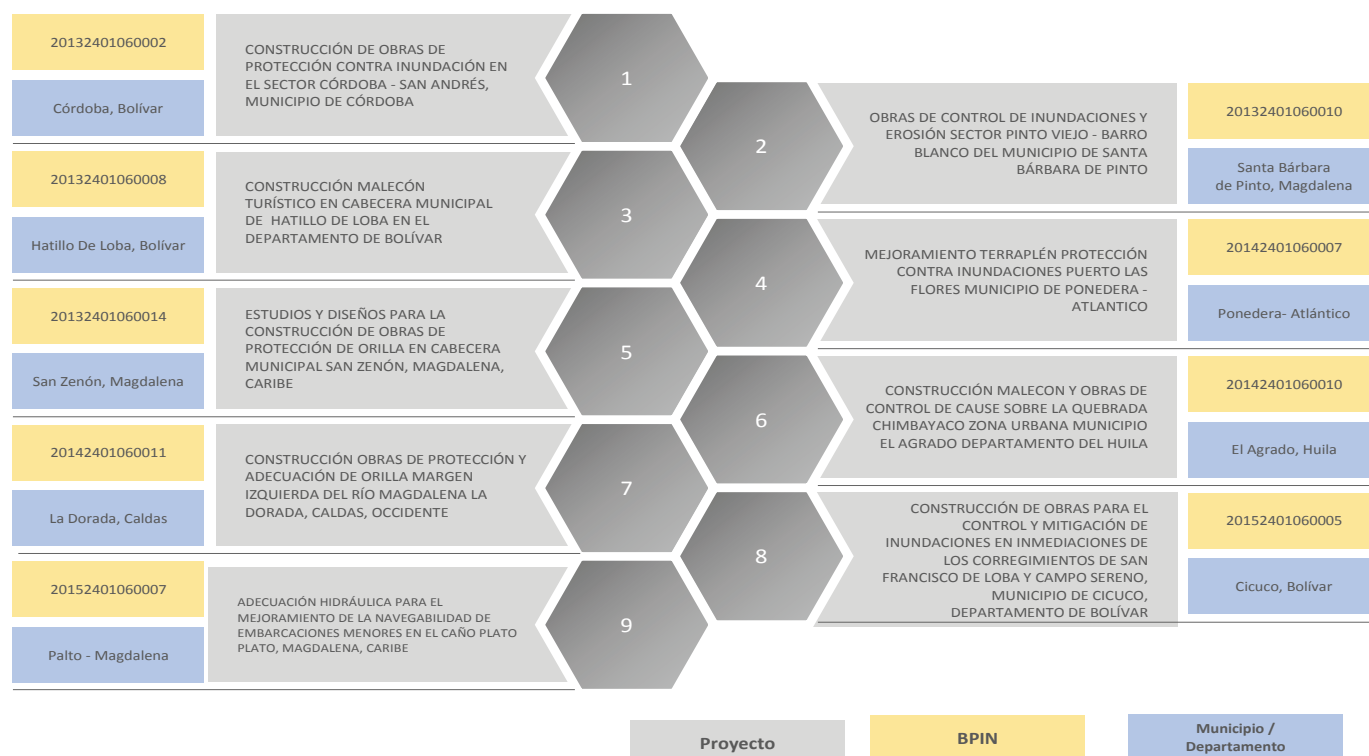 20132401060002
Córdoba, Bolívar
CONSTRUCCIÓN DE OBRAS DE
PROTECCIÓN CONTRA INUNDACIÓN EN
EL SECTOR CÓRDOBA - SAN ANDRÉS,
MUNICIPIO DE CÓRDOBA
1
2
OBRAS DE CONTROL DE INUNDACIONES Y
EROSIÓN SECTOR PINTO VIEJO - BARRO
BLANCO DEL MUNICIPIO DE SANTA
BÁRBARA DE PINTO
20132401060010
Santa Bárbara
de Pinto, Magdalena
20132401060008
Hatillo De Loba, Bolívar
CONSTRUCCIÓN MALECÓN
TURÍSTICO EN CABECERA MUNICIPAL
DE HATILLO DE LOBA EN EL
DEPARTAMENTO DE BOLÍVAR
3
4
MEJORAMIENTO TERRAPLÉN PROTECCIÓN
CONTRA INUNDACIONES PUERTO LAS
FLORES MUNICIPIO DE PONEDERA -
ATLANTICO
20142401060007
Ponedera- Atlántico
20132401060014
San Zenón, Magdalena
ESTUDIOS Y DISEÑOS PARA LA
CONSTRUCCIÓN DE OBRAS DE
PROTECCIÓN DE ORILLA EN CABECERA
MUNICIPAL SAN ZENÓN, MAGDALENA,
CARIBE
5
6
CONSTRUCCIÓN MALECON Y OBRAS DE
CONTROL DE CAUSE SOBRE LA QUEBRADA
CHIMBAYACO ZONA URBANA MUNICIPIO
EL AGRADO DEPARTAMENTO DEL HUILA
20142401060010
El Agrado, Huila
20142401060011
La Dorada, Caldas
CONSTRUCCIÓN OBRAS DE PROTECCIÓN Y
ADECUACIÓN DE ORILLA MARGEN
IZQUIERDA DEL RÍO MAGDALENA LA
DORADA, CALDAS, OCCIDENTE
7
8
CONSTRUCCIÓN DE OBRAS PARA EL
CONTROL Y MITIGACIÓN DE
INUNDACIONES EN INMEDIACIONES DE
LOS CORREGIMIENTOS DE SAN
FRANCISCO DE LOBA Y CAMPO SERENO,
MUNICIPIO DE CICUCO,
DEPARTAMENTO DE BOLÍVAR
20152401060005
Cicuco, Bolívar
20152401060007
Palto - Magdalena
ADECUACIÓN HIDRÁULICA PARA EL
MEJORAMIENTO DE LA NAVEGABILIDAD DE
EMBARCACIONES MENORES EN EL CAÑO PLATO
PLATO, MAGDALENA, CARIBE
9
Proyecto
BPIN
Municipio /
Departamento